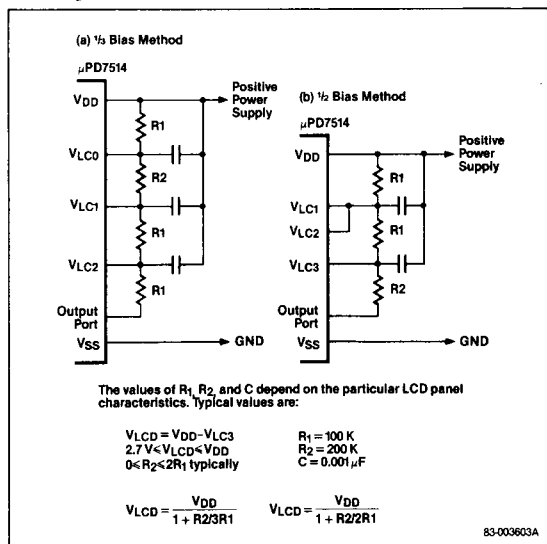 (a) 1/3 Bias Method
μPD7514
VDD
R1
VLC0
R2
VLC1
R1
VLC2
R1
Output
Port
VSS
GND
Positive
Power
Supply
(b) 1/2 Bias Method
μPD7514
VDD
R1
VLC1
R1
VLC2
VLC3
R2
Output
Port
VSS
GND
Positive
Power
Supply
The values of R1, R2, and C depend on the particular LCD panel
characteristics. Typical values are:
VLCD = VDD–VLC3
2.7 V⩽VLCD⩽VDD
0⩽R2⩽2R1 typically
R1 = 100 K
R2 = 200 K
C = 0.001 μF
VLCD = VDD / 1 + R2/3R1
VLCD = VDD / 1 + R2/2R1
83-003603A